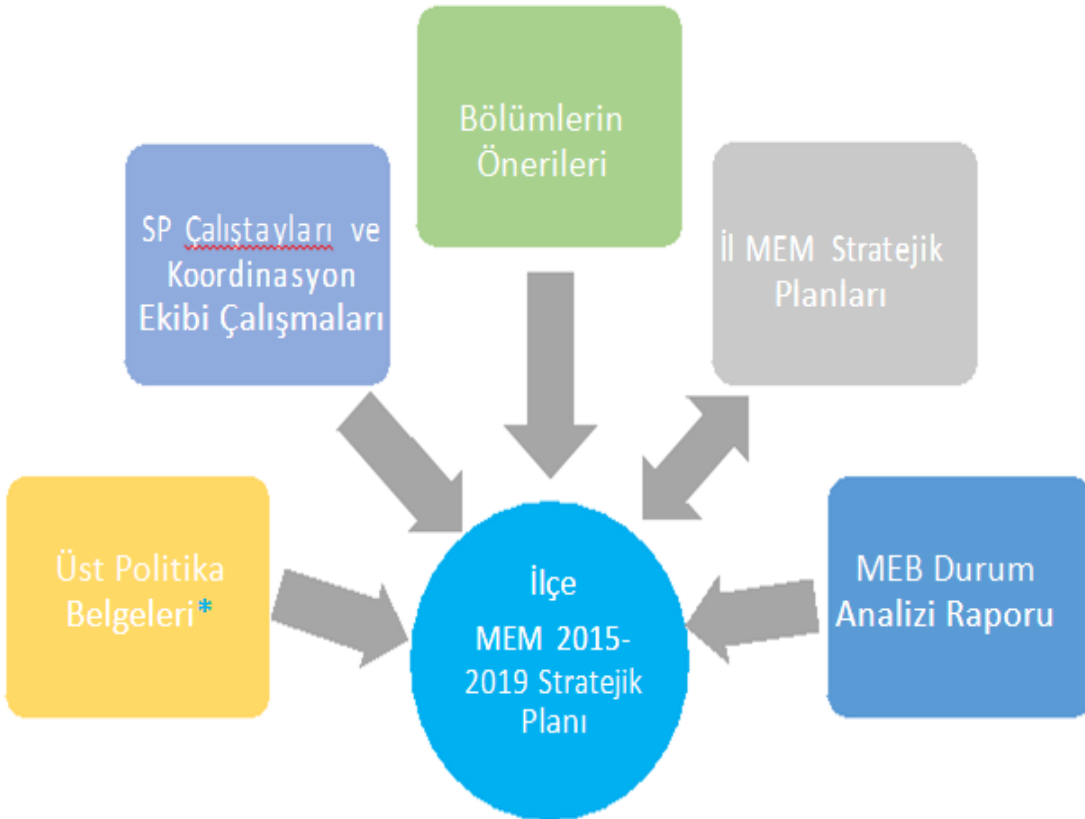 Bölümlerin
Önerileri
SP Çalıştayları ve
Koordinasyon
Ekibi Çalışmaları
İl MEM Stratejik
Planları
Üst Politika
Belgeleri*
MEB Durum
Analizi Raporu
İlçe
MEM 2015-
2019 Stratejik
Planı